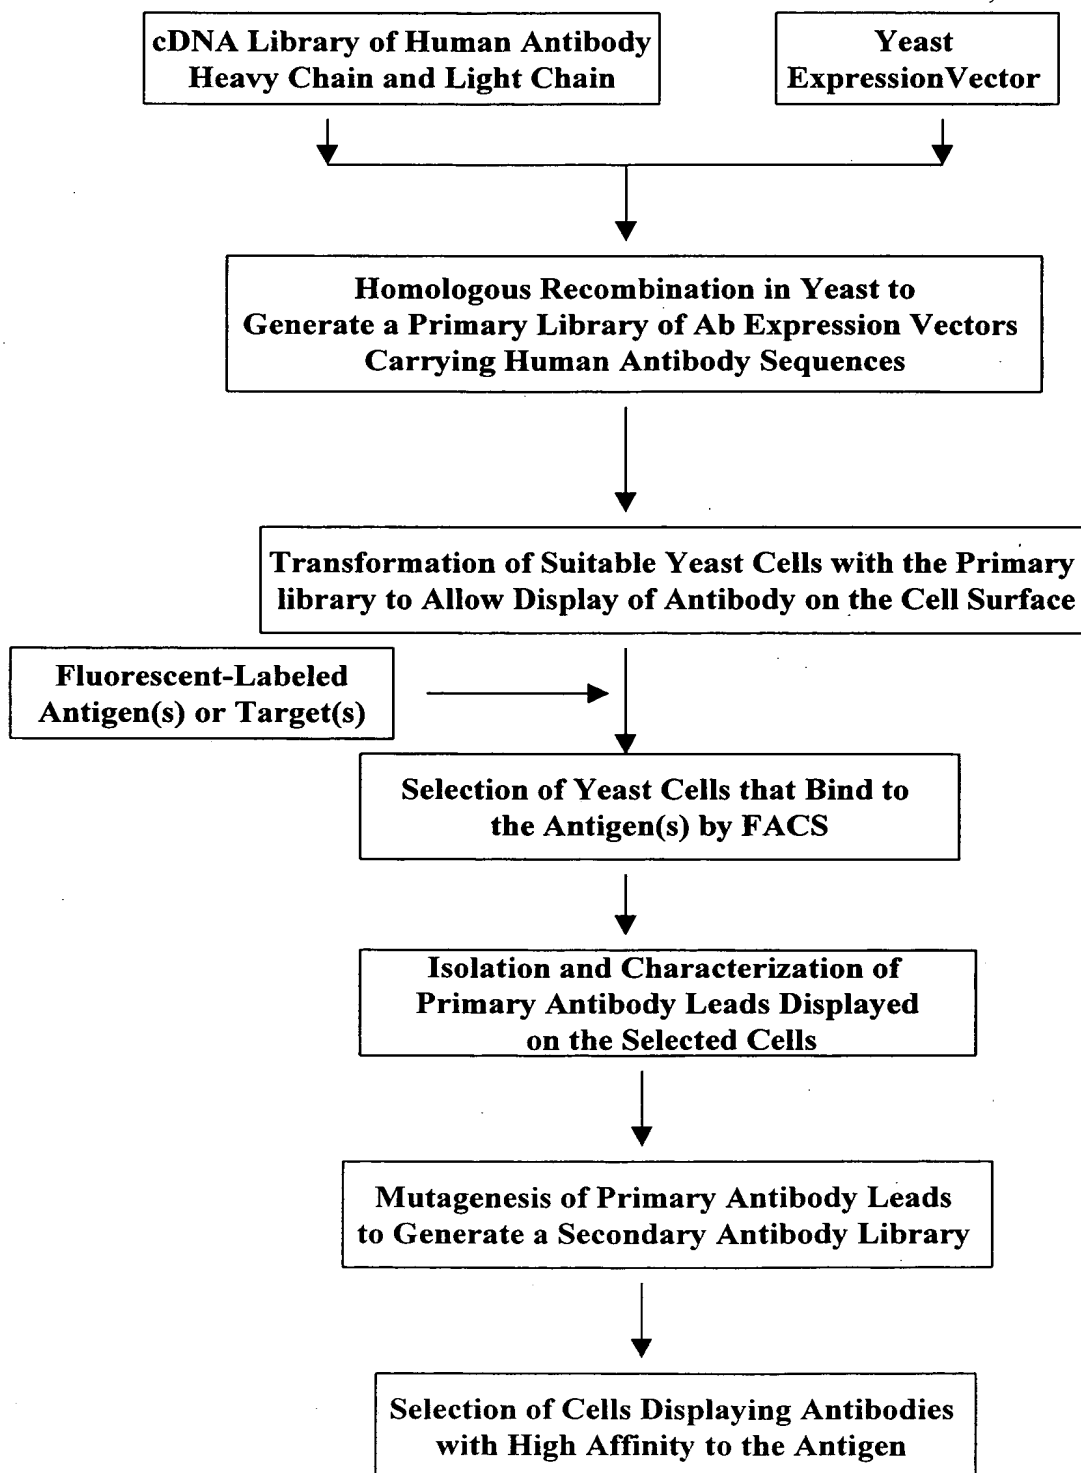 cDNA Library of Human Antibody
Heavy Chain and Light Chain
Yeast
ExpressionVector
Homologous Recombination in Yeast to
Generate a Primary Library of Ab Expression Vectors
Carrying Human Antibody Sequences
Transformation of Suitable Yeast Cells with the Primary
library to Allow Display of Antibody on the Cell Surface
Fluorescent-Labeled
Antigen(s) or Target(s)
Selection of Yeast Cells that Bind to
the Antigen(s) by FACS
Isolation and Characterization of
Primary Antibody Leads Displayed
on the Selected Cells
Mutagenesis of Primary Antibody Leads
to Generate a Secondary Antibody Library
Selection of Cells Displaying Antibodies
with High Affinity to the Antigen